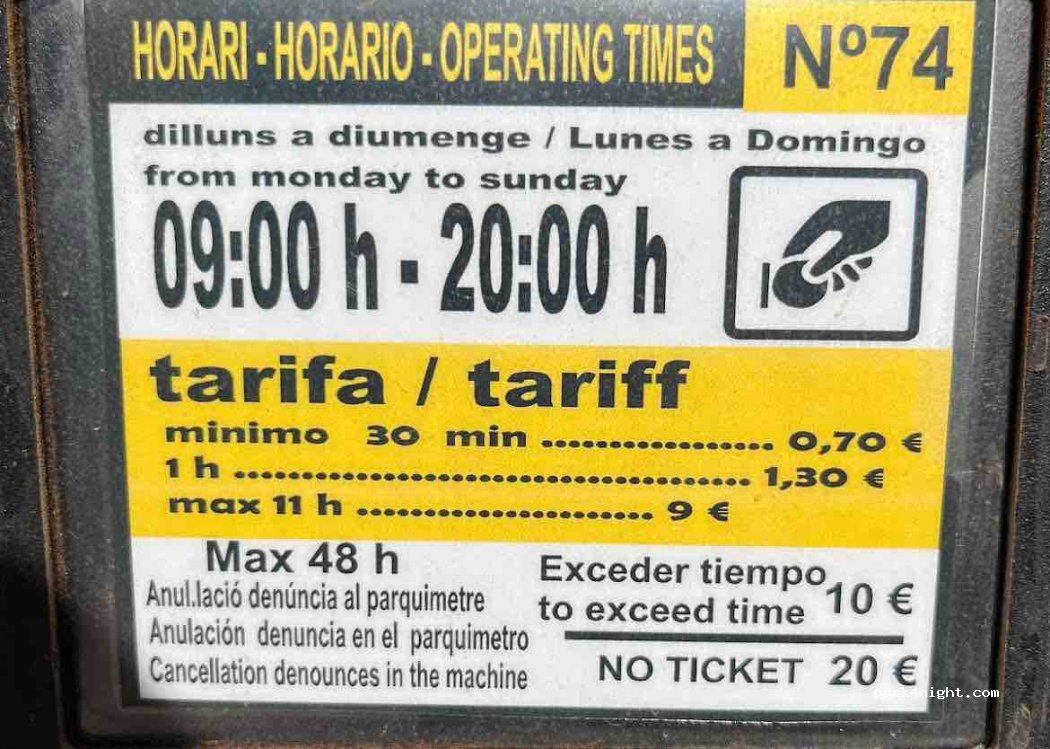 HORARI - HORARIO - OPERATING TIMES
Nº74
dilluns a diumenge / Lunes a Domingo
from monday to sunday
09:00 h - 20:00 h
tarifa / tariff
minimo 30 min ........................ 0,70 €
1 h ...................................................... 1,30 €
max 11 h .............................. 9 €
Max 48 h
Anul.lació denúncia al parquimetre
Anulación denuncia en el parquimetro
Cancellation denounces in the machine
Exceder tiempo
to exceed time 10 €
NO TICKET 20 €
park4night.com